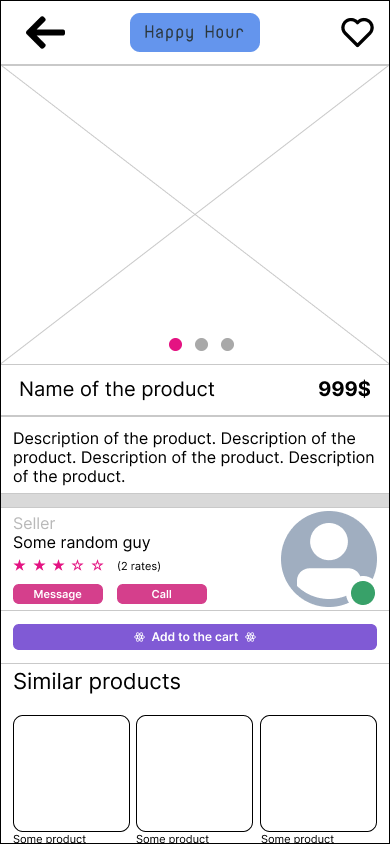 Happy Hour
Name of the product 999$
Description of the product. Description of the
product. Description of the product. Description
of the product.
Seller
Some random guy
(2 rates)
Message Call
Add to the cart
Similar products
Some product Some product Some product